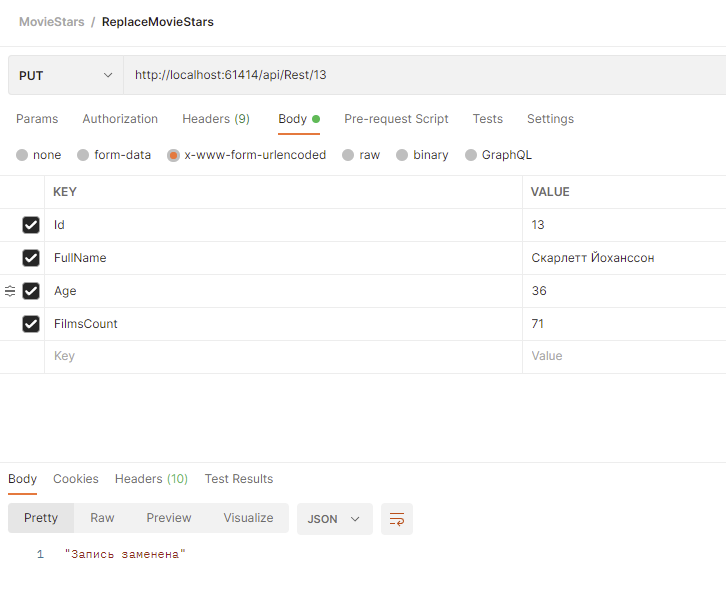 MovieStars / ReplaceMovieStars
PUT http://localhost:61414/api/Rest/13
Params Authorization Headers (9) Body Pre-request Script Tests Settings
none form-data x-www-form-urlencoded raw binary GraphQL
KEY VALUE
Id 13
FullName Скарлетт Йоханссон
Age 36
FilmsCount 71
Key Value
Body Cookies Headers (10) Test Results
Pretty Raw Preview Visualize JSON
1 "Запись заменена"